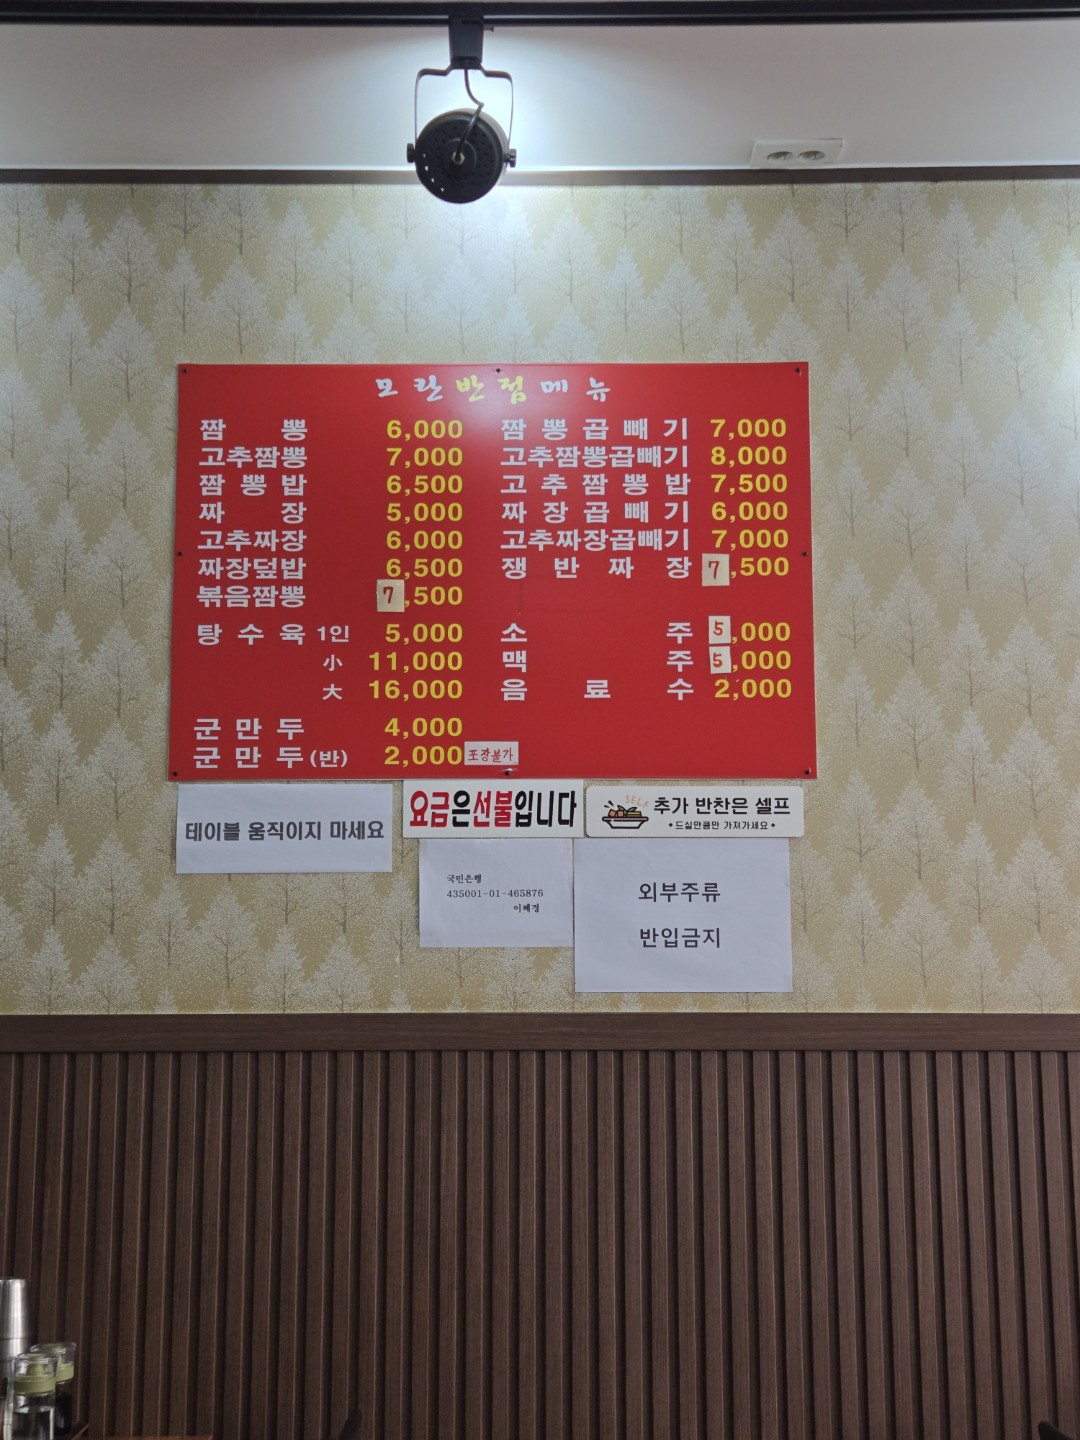 모란반점메뉴
짬뽕 6,000 짬뽕곱빼기 7,000
고추짬뽕 7,000 고추짬뽕곱빼기 8,000
짬뽕밥 6,500 고추짬뽕밥 7,500
짜장 5,000 짜장곱빼기 6,000
고추짜장 6,000 고추짜장곱빼기 7,000
짜장덮밥 6,500 쟁반짜장 7,500
볶음짬뽕 7,500
탕수육 1인 5,000 소주 5,000
小 11,000 맥주 5,000
大 16,000 음료수 2,000
군만두 4,000
군만두(반) 2,000 포장불가
테이블 움직이지 마세요
요금은선불입니다
SELF 추가 반찬은 셀프
•드실만큼만 가져가세요•
국민은행
435001-01-465876
이혜경
외부주류
반입금지